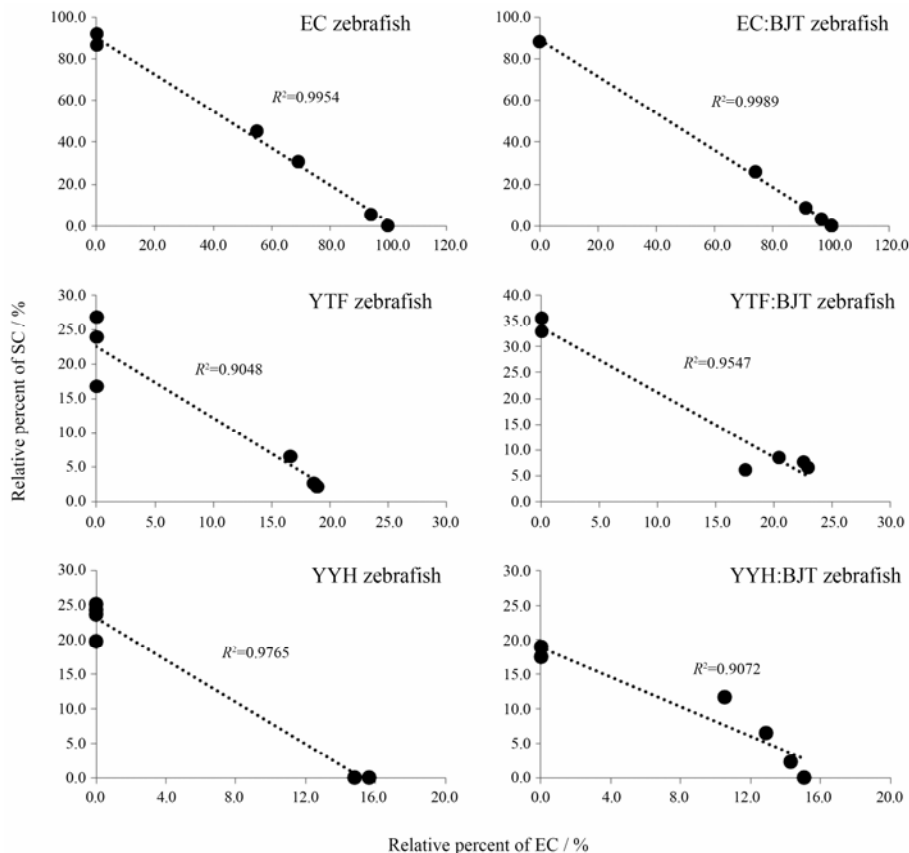 EC zebrafish
100.0
80.0
60.0
40.0
20.0
0.0
R²=0.9954
0.0 20.0 40.0 60.0 80.0 100.0 120.0
EC:BJT zebrafish
100.0
80.0
60.0
40.0
20.0
0.0
R²=0.9989
0.0 20.0 40.0 60.0 80.0 100.0 120.0
Relative percent of SC / %
YTF zebrafish
30.0
25.0
20.0
15.0
10.0
5.0
0.0
R²=0.9048
0.0 5.0 10.0 15.0 20.0 25.0 30.0
YTF:BJT zebrafish
40.0
35.0
30.0
25.0
20.0
15.0
10.0
5.0
0.0
R²=0.9547
0.0 5.0 10.0 15.0 20.0 25.0 30.0
YYH zebrafish
30.0
25.0
20.0
15.0
10.0
5.0
0.0
R²=0.9765
0.0 4.0 8.0 12.0 16.0 20.0
YYH:BJT zebrafish
30.0
25.0
20.0
15.0
10.0
5.0
0.0
R²=0.9072
0.0 4.0 8.0 12.0 16.0 20.0
Relative percent of EC / %